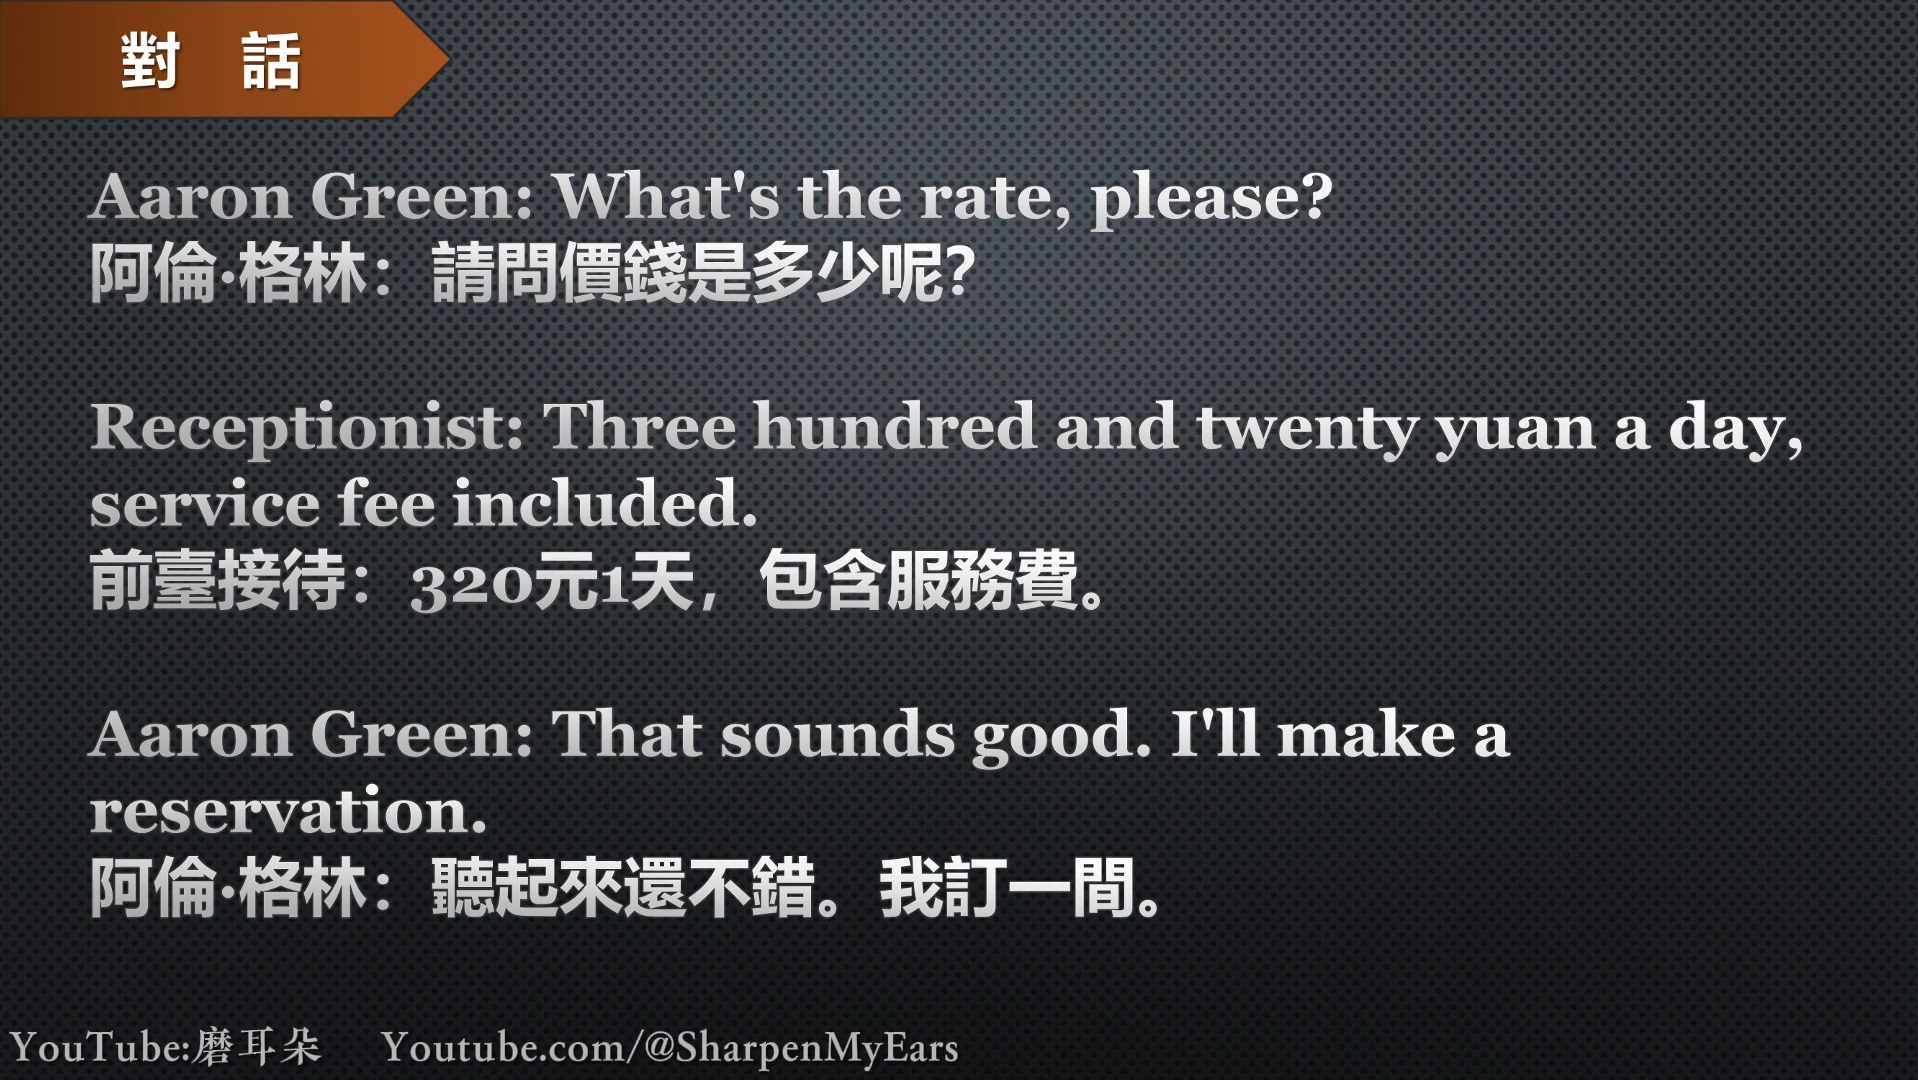 對 話
Aaron Green: What's the rate, please?
阿倫·格林：請問價錢是多少呢？
Receptionist: Three hundred and twenty yuan a day,
service fee included.
前臺接待：320元1天，包含服務費。
Aaron Green: That sounds good. I'll make a
reservation.
阿倫·格林：聽起來還不錯。我訂一間。
YouTube:磨耳朵 Youtube.com/@SharpenMyEars